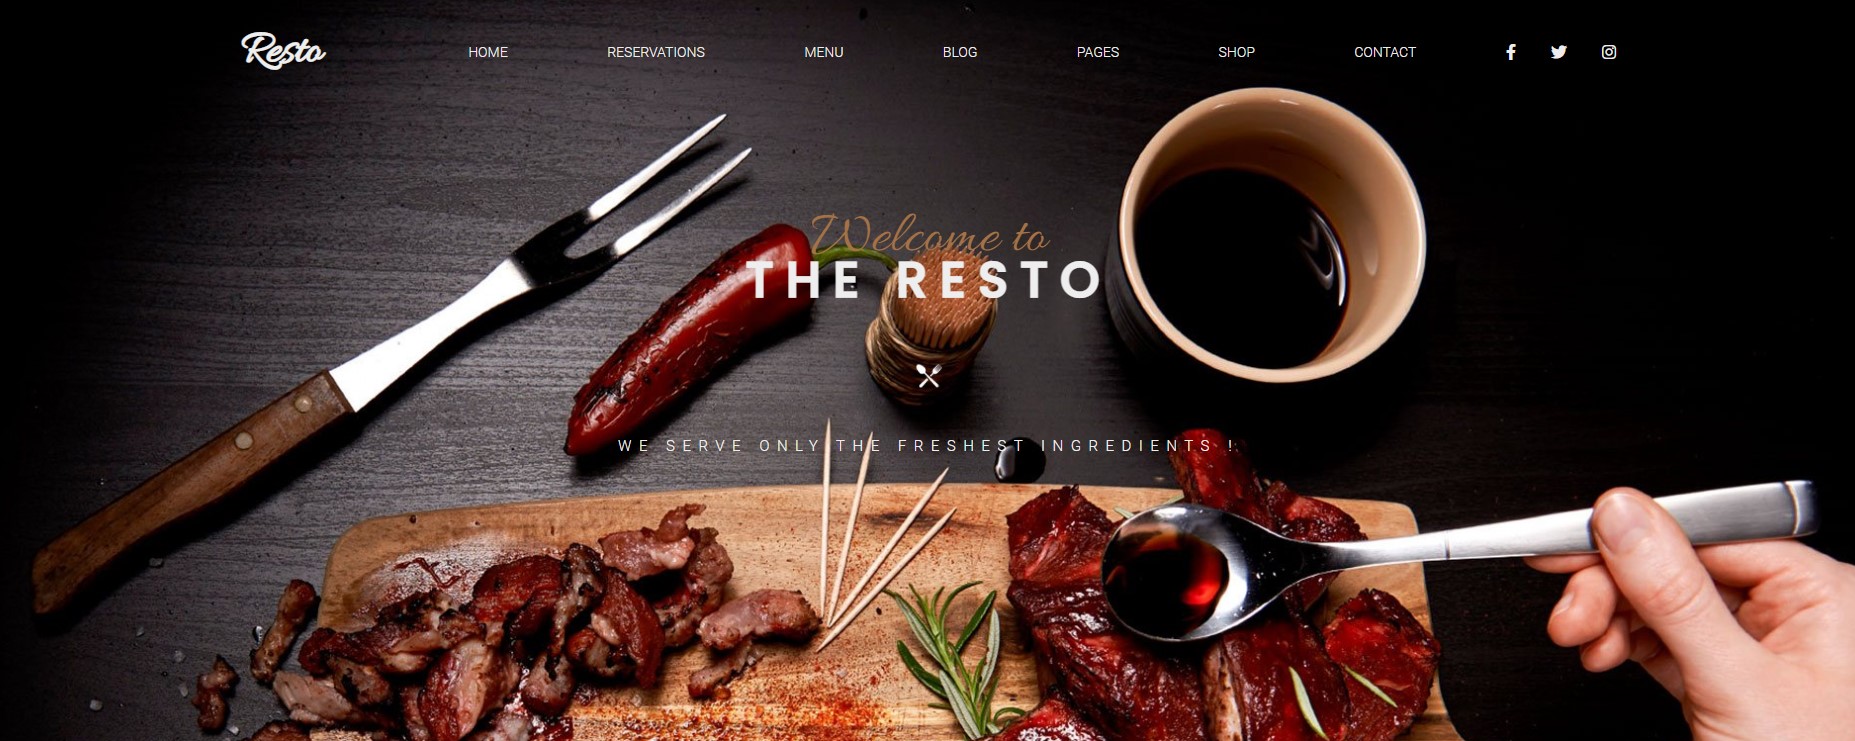 Resto
HOME RESERVATIONS MENU BLOG PAGES SHOP CONTACT
Welcome to
THE RESTO
WE SERVE ONLY THE FRESHEST INGREDIENTS !